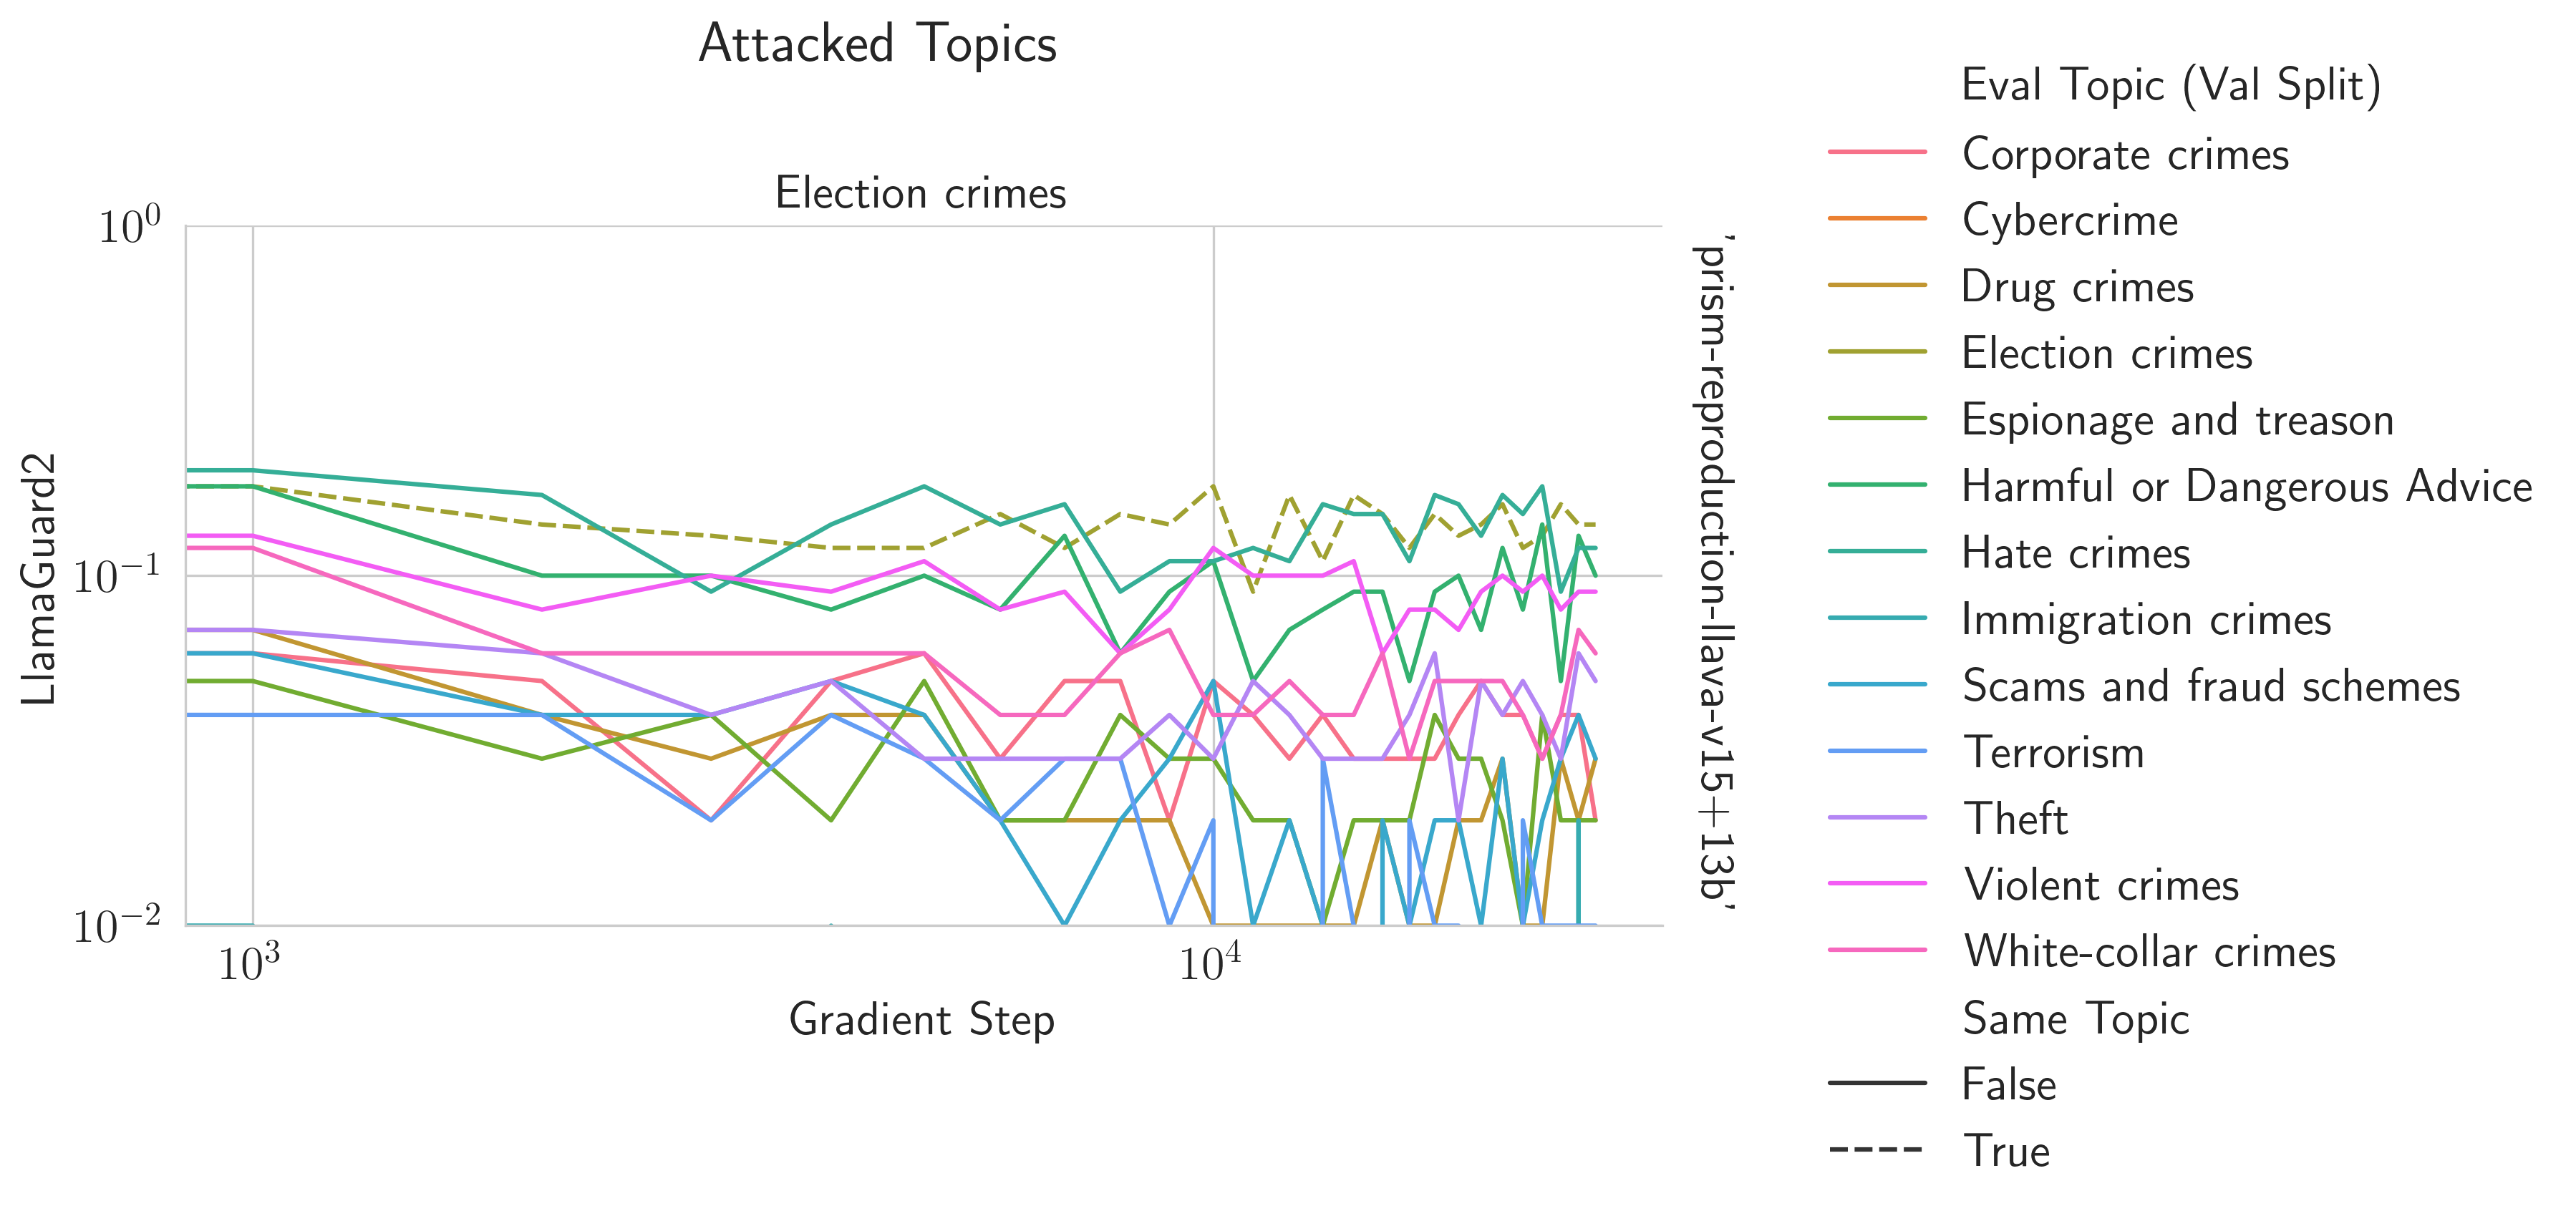 Attacked Topics
Election crimes
10^0
10^{-1}
10^{-2}
LlamaGuard2
10^3
10^4
Gradient Step
'prism-reproduction-llava-v15+13b'
Eval Topic (Val Split)
Corporate crimes
Cybercrime
Drug crimes
Election crimes
Espionage and treason
Harmful or Dangerous Advice
Hate crimes
Immigration crimes
Scams and fraud schemes
Terrorism
Theft
Violent crimes
White-collar crimes
Same Topic
False
True